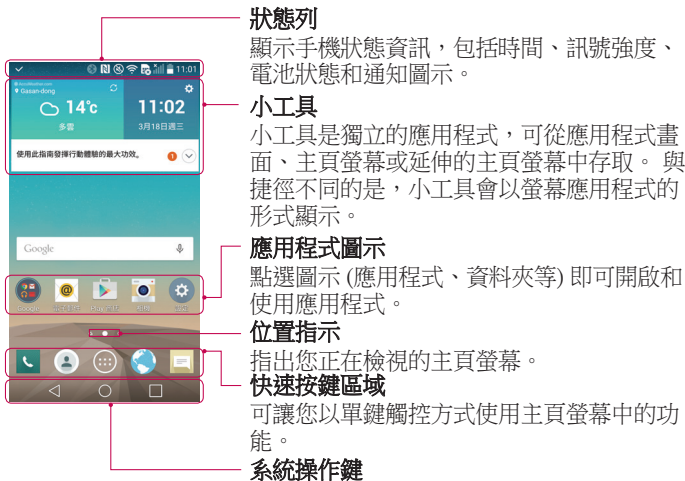 狀態列
顯示手機狀態資訊，包括時間、訊號強度、
電池狀態和通知圖示。
小工具
小工具是獨立的應用程式，可從應用程式畫
面、主頁螢幕或延伸的主頁螢幕中存取。 與
捷徑不同的是，小工具會以螢幕應用程式的
形式顯示。
應用程式圖示
點選圖示 (應用程式、資料夾等) 即可開啟和
使用應用程式。
位置指示
指出您正在檢視的主頁螢幕。
快速按鍵區域
可讓您以單鍵觸控方式使用主頁螢幕中的功
能。
系統操作鍵
11:01
Gasan-dong
14°c
多雲
11:02
3月18日週三
使用此指南發揮行動體驗的最大功效。
1
Google
Google
設定